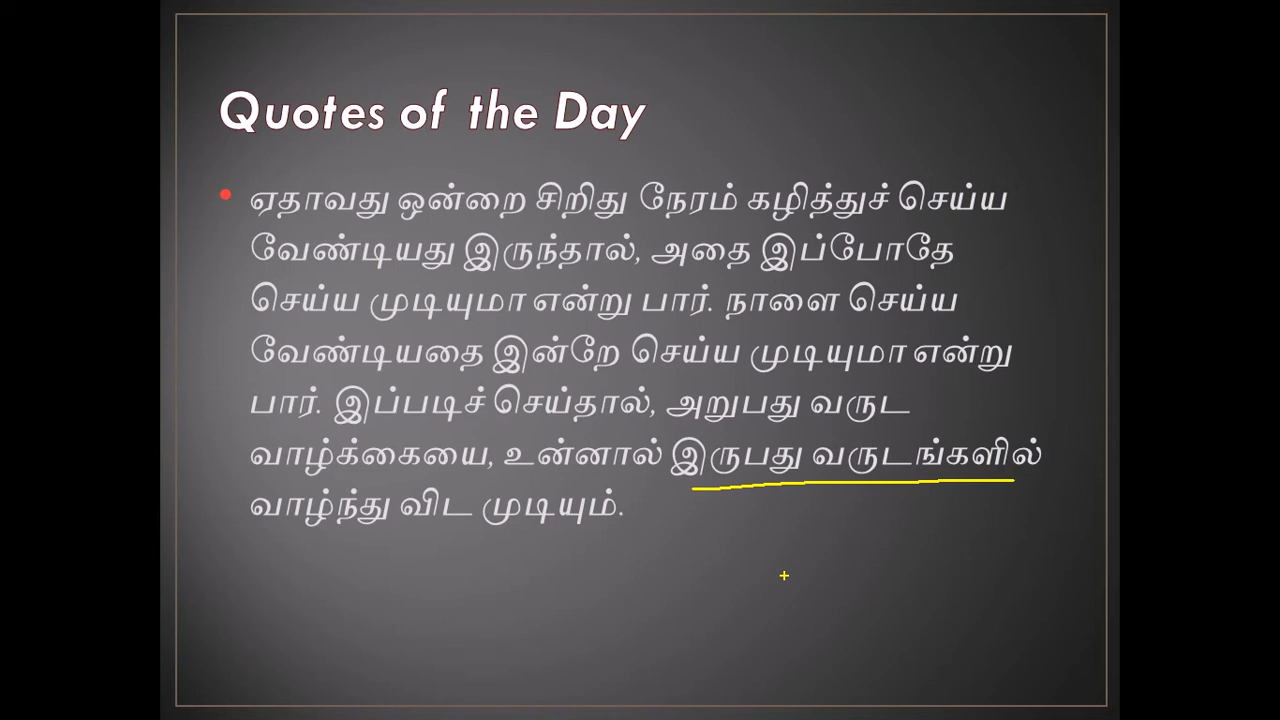 Quotes of the Day
• ஏதாவது ஒன்றை சிறிது நேரம் கழித்துச் செய்ய
வேண்டியது இருந்தால், அதை இப்போதே
செய்ய முடியுமா என்று பார். நாளை செய்ய
வேண்டியதை இன்றே செய்ய முடியுமா என்று
பார். இப்படிச் செய்தால், அறுபது வருட
வாழ்க்கையை, உன்னால் இருபது வருடங்களில்
வாழ்ந்து விட முடியும்.